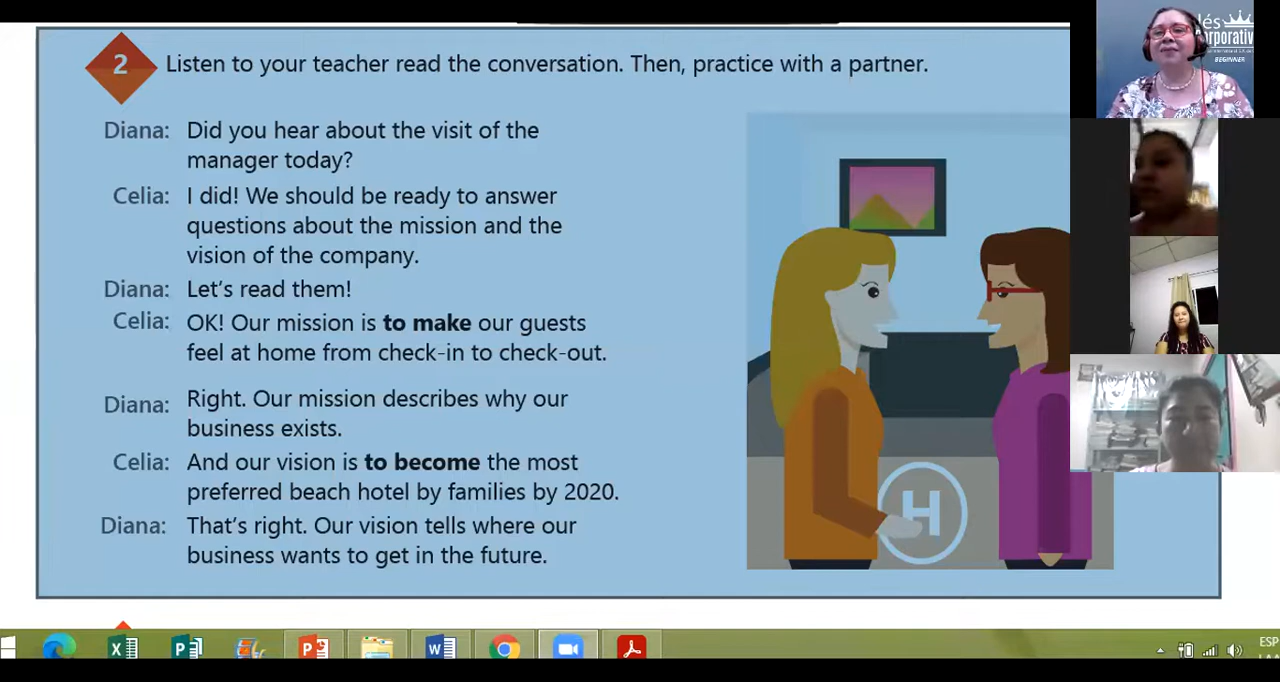 2 Listen to your teacher read the conversation. Then, practice with a partner.
Diana: Did you hear about the visit of the
manager today?
Celia: I did! We should be ready to answer
questions about the mission and the
vision of the company.
Diana: Let's read them!
Celia: OK! Our mission is to make our guests
feel at home from check-in to check-out.
Diana: Right. Our mission describes why our
business exists.
Celia: And our vision is to become the most
preferred beach hotel by families by 2020.
Diana: That's right. Our vision tells where our
business wants to get in the future.
H
lés
orporativ
BEGINNER
ESP